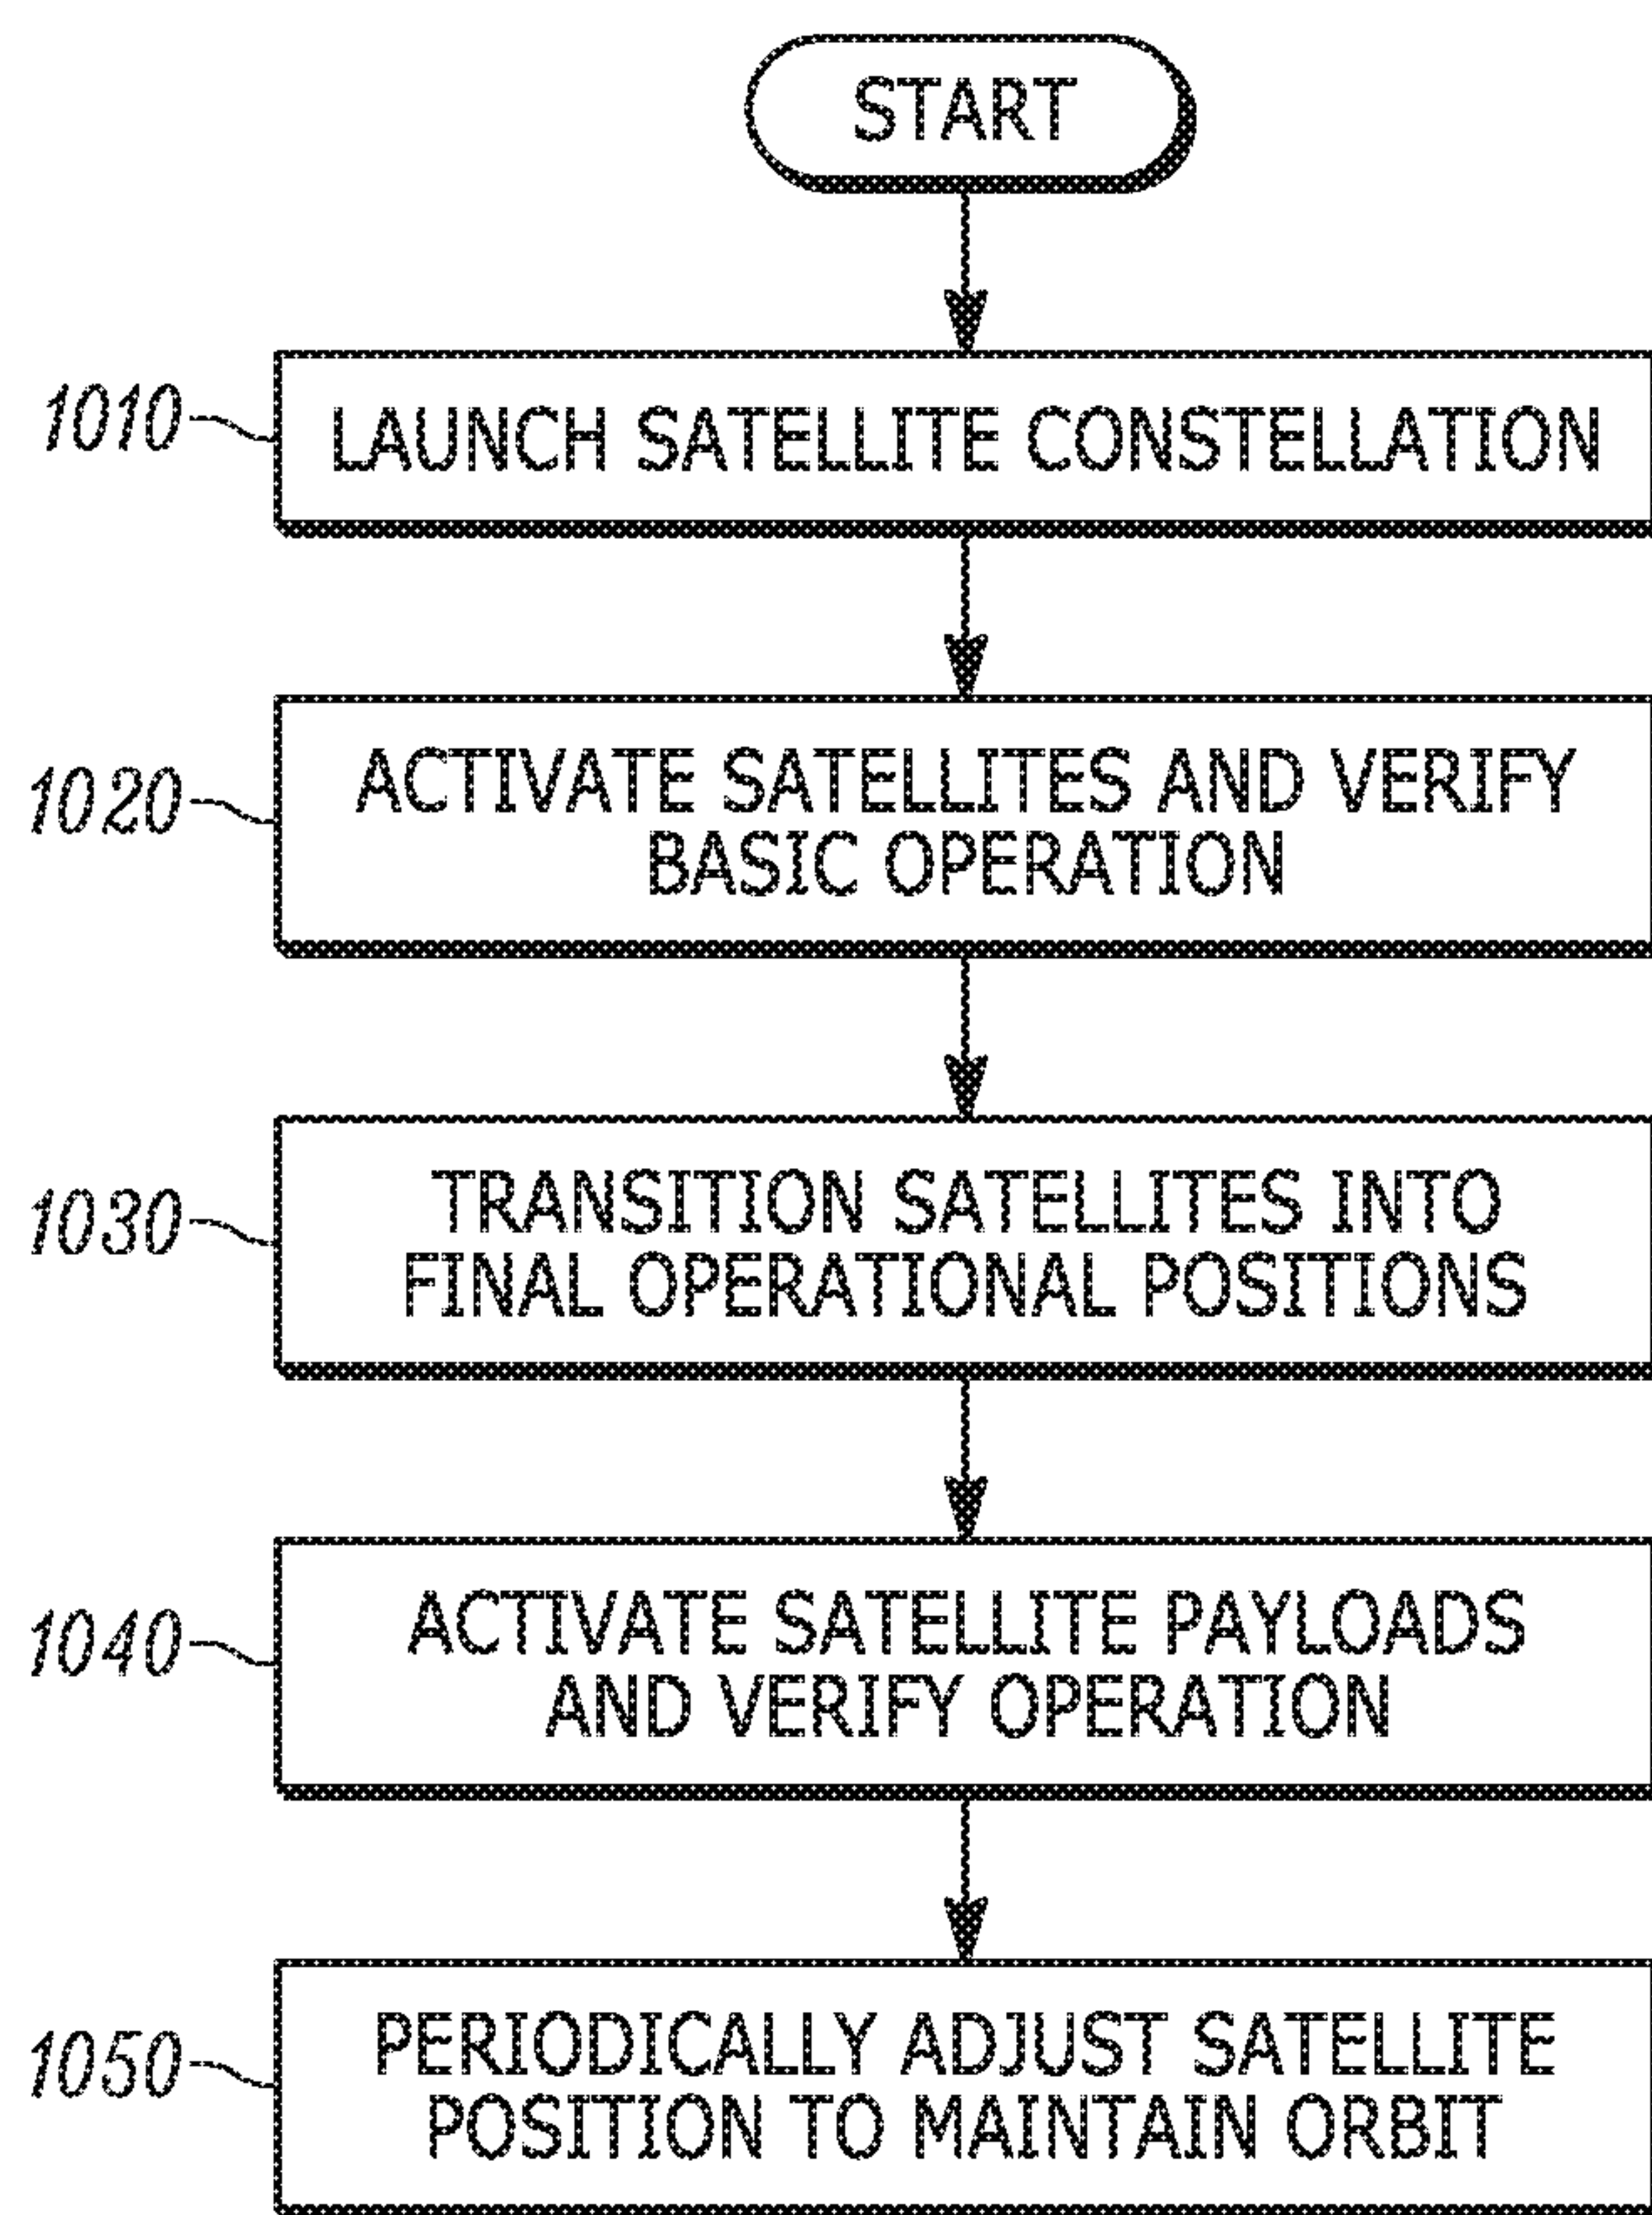 START
1010
LAUNCH SATELLITE CONSTELLATION
1020
ACTIVATE SATELLITES AND VERIFY
BASIC OPERATION
1030
TRANSITION SATELLITES INTO
FINAL OPERATIONAL POSITIONS
1040
ACTIVATE SATELLITE PAYLOADS
AND VERIFY OPERATION
1050
PERIODICALLY ADJUST SATELLITE
POSITION TO MAINTAIN ORBIT